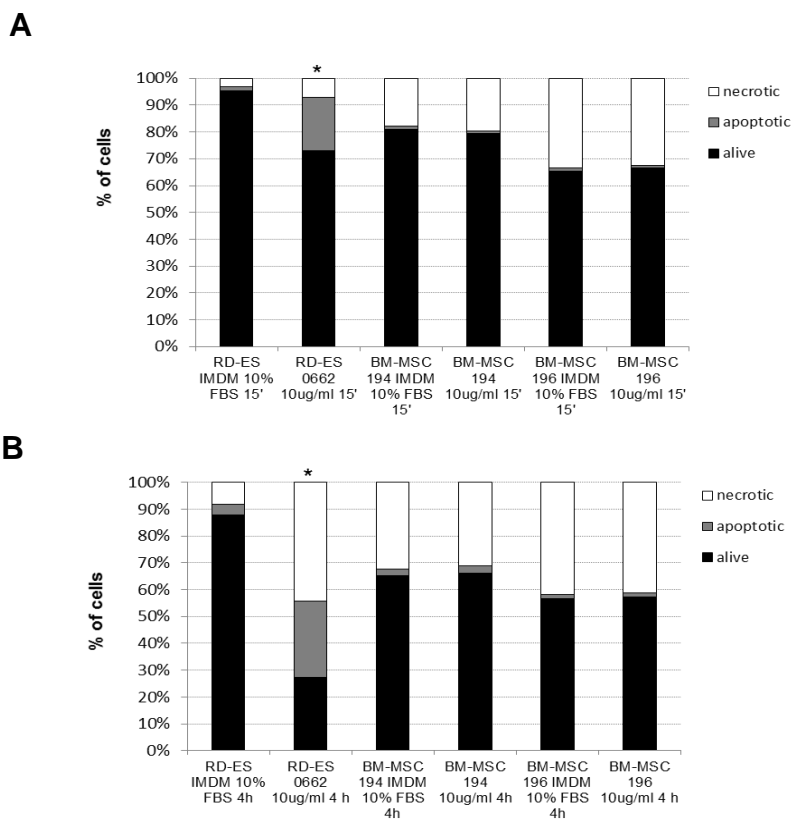 A
*
100%
90%
80%
70%
60%
50%
40%
30%
20%
10%
0%
% of cells
necrotic
apoptotic
alive
RD-ES
IMDM 10%
FBS 15'
RD-ES
0662
10ug/ml 15'
BM-MSC
194 IMDM
10% FBS
15'
BM-MSC
194
10ug/ml 15'
BM-MSC
196 IMDM
10% FBS
15'
BM-MSC
196
10ug/ml 15'
B
*
100%
90%
80%
70%
60%
50%
40%
30%
20%
10%
0%
% of cells
necrotic
apoptotic
alive
RD-ES
IMDM 10%
FBS 4h
RD-ES
0662
10ug/ml 4 h
BM-MSC
194 IMDM
10% FBS
4h
BM-MSC
194
10ug/ml 4h
BM-MSC
196 IMDM
10% FBS
4h
BM-MSC
196
10ug/ml 4 h